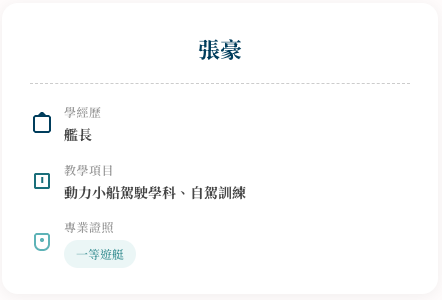 張豪
學經歷
艦長
教學項目
動力小船駕駛學科、自駕訓練
專業證照
一等遊艇